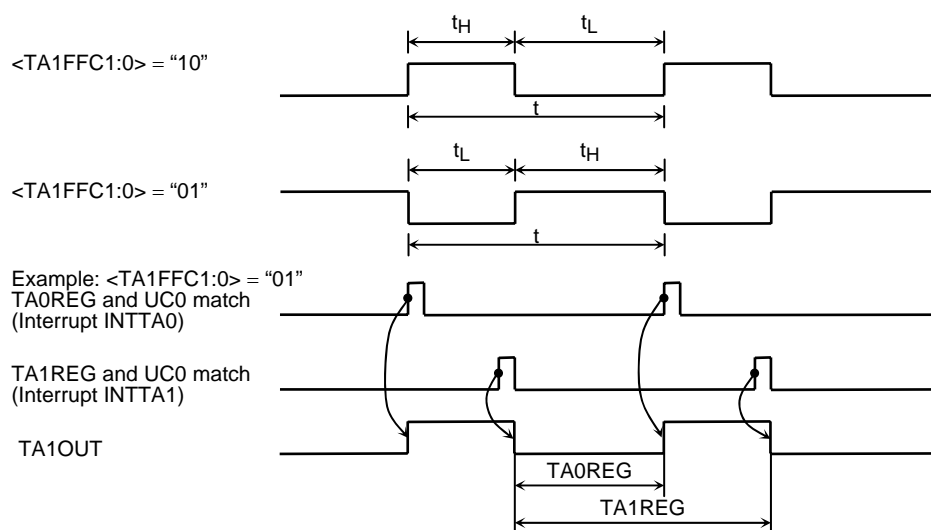 tH
tL
<TA1FFC1:0> = “10”
t
tL
tH
<TA1FFC1:0> = “01”
t
Example: <TA1FFC1:0> = “01”
TA0REG and UC0 match
(Interrupt INTTA0)
TA1REG and UC0 match
(Interrupt INTTA1)
TA1OUT
TA0REG
TA1REG